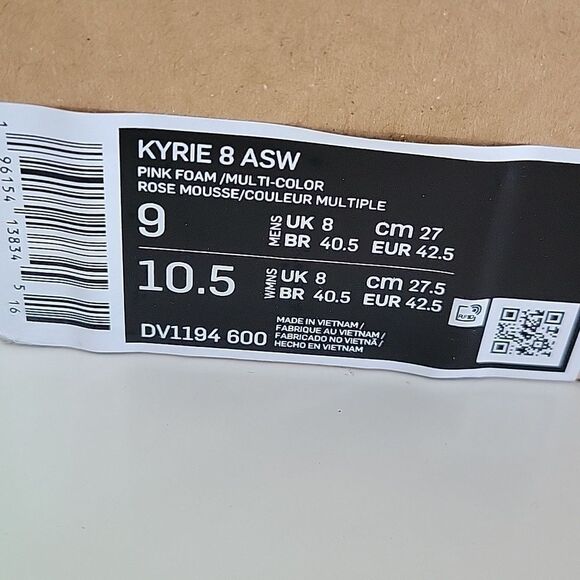 KYRIE 8 ASW
PINK FOAM /MULTI-COLOR
ROSE MOUSSE/COULEUR MULTIPLE
9 MENS UK 8 cm 27
BR 40.5 EUR 42.5
10.5 WMNS UK 8 cm 27.5
BR 40.5 EUR 42.5
DV1194 600
MADE IN VIETNAM /
FABRIQUE AU VIETNAM /
FABRICADO NO VIETNÃ /
HECHO EN VIETNAM
1 96154 13834 5 16